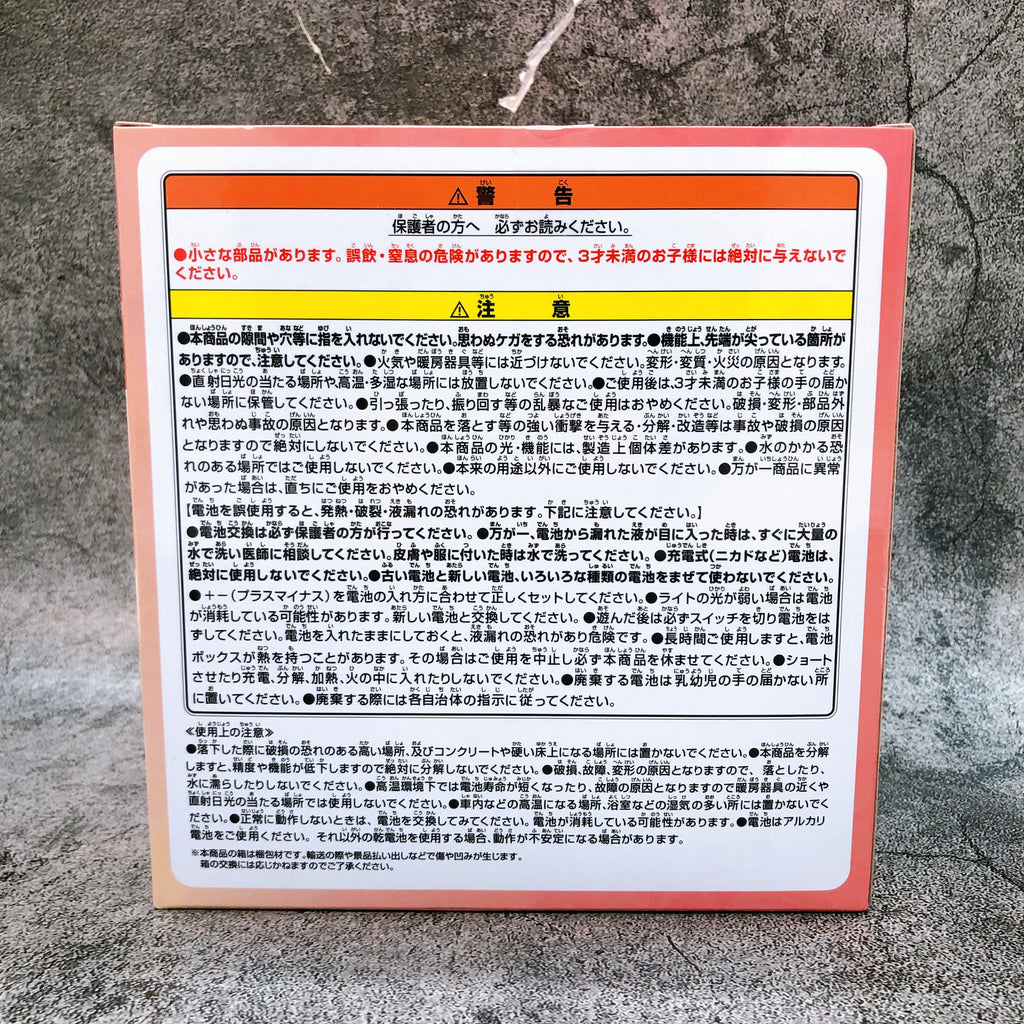 ⚠警告
保護者の方へ 必ずお読みください。
●小さな部品があります。誤飲・窒息の危険がありますので、3才未満のお子様には絶対に与えないで
ください。
⚠注意
●本商品の隙間や穴等に指を入れないでください。思わぬケガをする恐れがあります。●機能上、先端が尖っている箇所が
ありますので、注意してください。●火気や暖房器具等には近づけないでください。変形・変質・火災の原因となります。
●直射日光の当たる場所や、高温・多湿な場所には放置しないでください。●ご使用後は、3才未満のお子様の手の届か
ない場所に保管してください。●引っ張ったり、振り回す等の乱暴なご使用はおやめください。破損・変形・部品外
れや思わぬ事故の原因となります。●本商品を落とす等の強い衝撃を与える・分解・改造等は事故や破損の原因
となりますので絶対にしないでください。●本商品の光・機能には、製造上個体差があります。●水のかかる恐
れのある場所ではご使用しないでください。●本来の用途以外にご使用しないでください。●万が一商品に異常
があった場合は、直ちにご使用をおやめください。
【電池を誤使用すると、発熱・破裂・液漏れの恐れがあります。下記に注意してください。】
●電池交換は必ず保護者の方が行ってください。●万が一、電池から漏れた液が目に入った時は、すぐに大量の
水で洗い医師に相談してください。皮膚や服に付いた時は水で洗ってください。●充電式(ニカドなど)電池は、
絶対に使用しないでください。●古い電池と新しい電池、いろいろな種類の電池をまぜて使わないでください。
●+−(プラスマイナス)を電池の入れ方に合わせて正しくセットしてください。●ライトの光が弱い場合は電池
が消耗している可能性があります。新しい電池と交換してください。●遊んだ後は必ずスイッチを切り電池をは
ずしてください。電池を入れたままにしておくと、液漏れの恐れがあり危険です。●長時間ご使用しますと、電池
ボックスが熱を持つことがあります。その場合はご使用を中止し必ず本商品を休ませてください。●ショート
させたり充電、分解、加熱、火の中に入れたりしないでください。●廃棄する電池は乳幼児の手の届かない所
に置いてください。●廃棄する際には各自治体の指示に従ってください。
≪使用上の注意≫
●落下した際に破損の恐れのある高い場所、及びコンクリートや硬い床上になる場所には置かないでください。●本商品を分解
しますと、精度や機能が低下しますので絶対に分解しないでください。●破損、故障、変形の原因となりますので、落としたり、
水に濡らしたりしないでください。●高温環境下では電池寿命が短くなったり、故障の原因となりますので暖房器具の近くや
直射日光の当たる場所では使用しないでください。●車内などの高温になる場所、浴室などの湿気の多い所には置かないでく
ださい。●正常に動作しないときは、電池を交換してみてください。電池が消耗している可能性があります。●電池はアルカリ
電池をご使用ください。それ以外の乾電池を使用する場合、動作が不安定になる場合があります。
※本商品の箱は梱包材です。輸送の際や景品払い出しなどで傷や凹みが生じます。
箱の交換には応じかねますのでご了承ください。